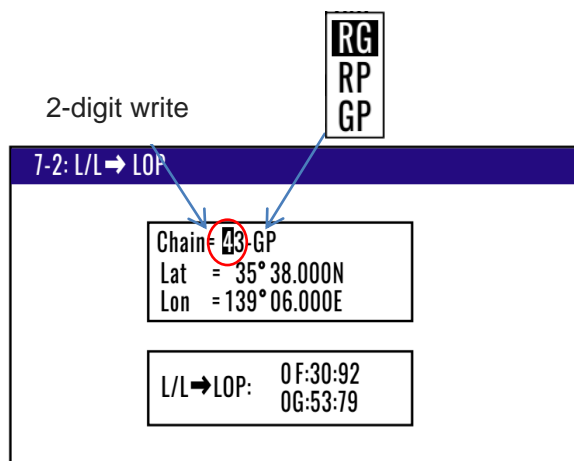 RG
RP
GP
2-digit write
7-2: L/L➡ LOP
Chain= 43-GP
Lat = 35° 38.000N
Lon =139° 06.000E
L/L➡LOP: 0F:30:92
0G:53:79